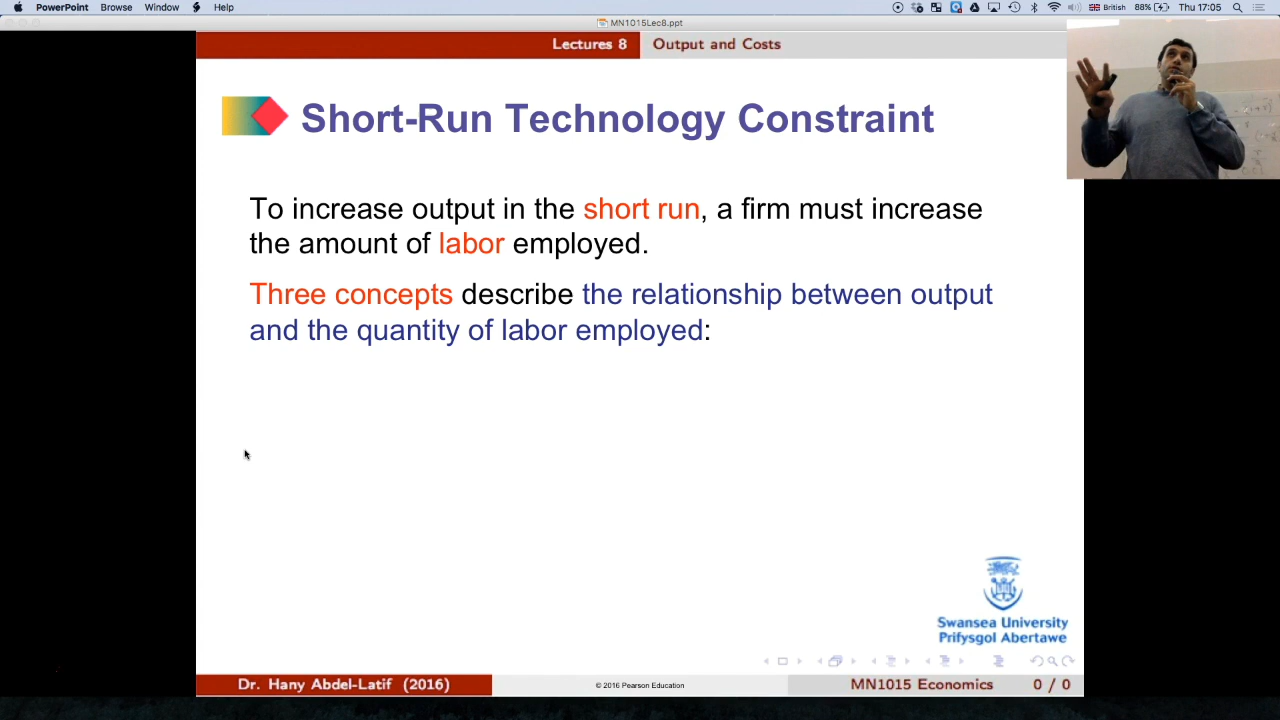 PowerPoint Browse Window Help British 88% Thu 17:05
MN1015Lec8.ppt
Lectures 8 Output and Costs
Short-Run Technology Constraint
To increase output in the short run, a firm must increase
the amount of labor employed.
Three concepts describe the relationship between output
and the quantity of labor employed:
Swansea University
Prifysgol Abertawe
Dr. Hany Abdel-Latif (2016) © 2016 Pearson Education MN1015 Economics 0 / 0